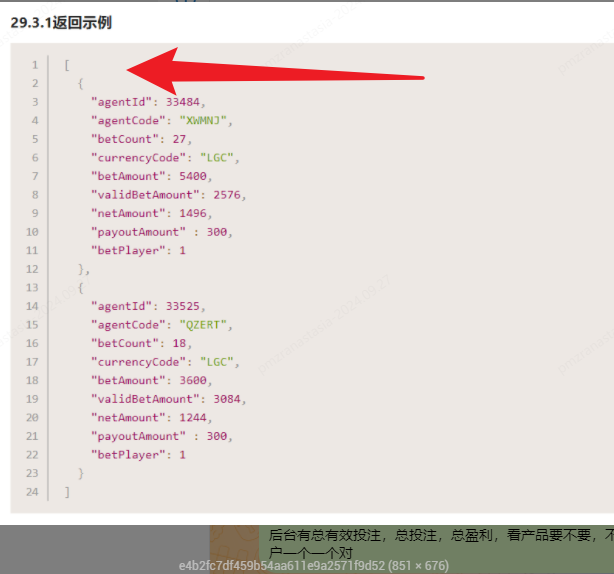 29.3.1返回示例
1 [
2 {
3 "agentId": 33484,
4 "agentCode": "XWMNJ",
5 "betCount": 27,
6 "currencyCode": "LGC",
7 "betAmount": 5400,
8 "validBetAmount": 2576,
9 "netAmount": 1496,
10 "payoutAmount" : 300,
11 "betPlayer": 1
12 },
13 {
14 "agentId": 33525,
15 "agentCode": "QZERT",
16 "betCount": 18,
17 "currencyCode": "LGC",
18 "betAmount": 3600,
19 "validBetAmount": 3084,
20 "netAmount": 1244,
21 "payoutAmount" : 300,
22 "betPlayer": 1
23 }
24 ]
后台有总有效投注，总投注，总盈利，看产品要不要，
户一个一个对
e4b2fc7df459b54aa611e9a2571f9d52 (851 × 676)